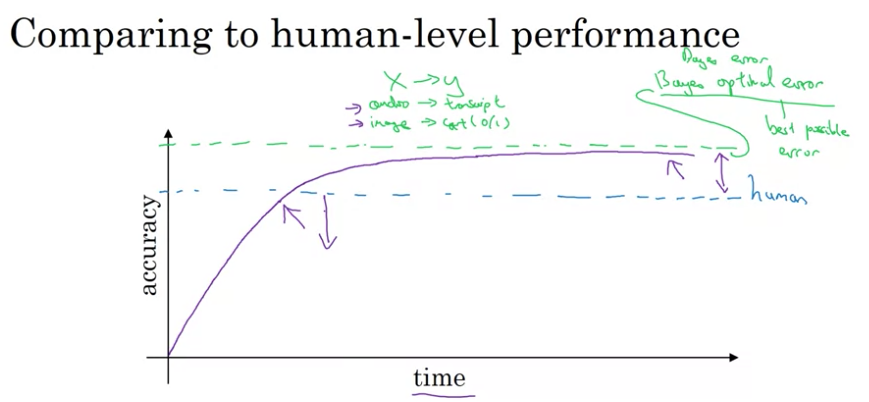 Comparing to human-level performance
Bayes error
Bayes optimal error
best possible
error
X → y
→ audio → transcript
→ image → cat (0/1)
human
accuracy
time